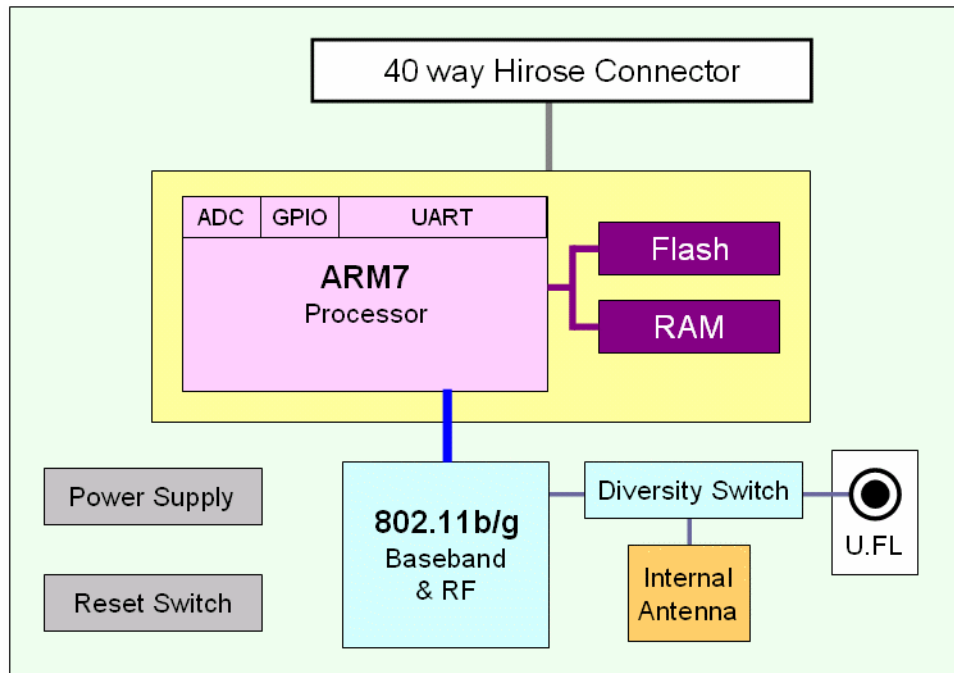 40 way Hirose Connector
ADC GPIO UART
ARM7
Processor
Flash
RAM
Power Supply
Reset Switch
802.11b/g
Baseband
& RF
Diversity Switch
Internal
Antenna
U.FL